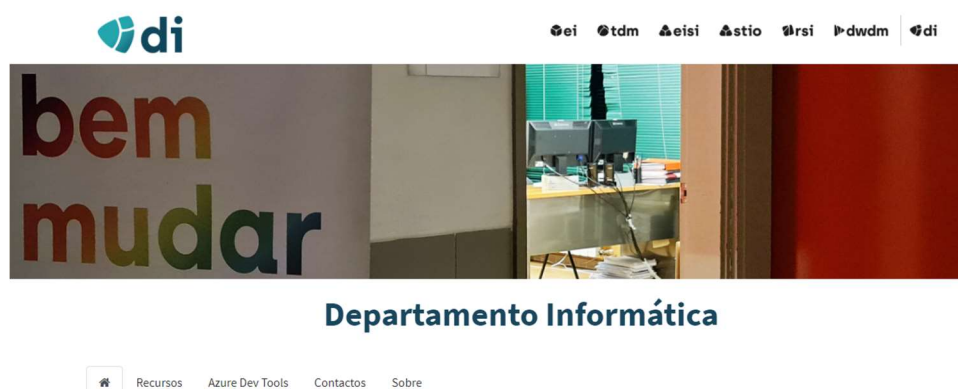 di
ei tdm eisi stio rsi dwdm di
bem
mudar
Departamento Informática
Recursos Azure Dev Tools Contactos Sobre